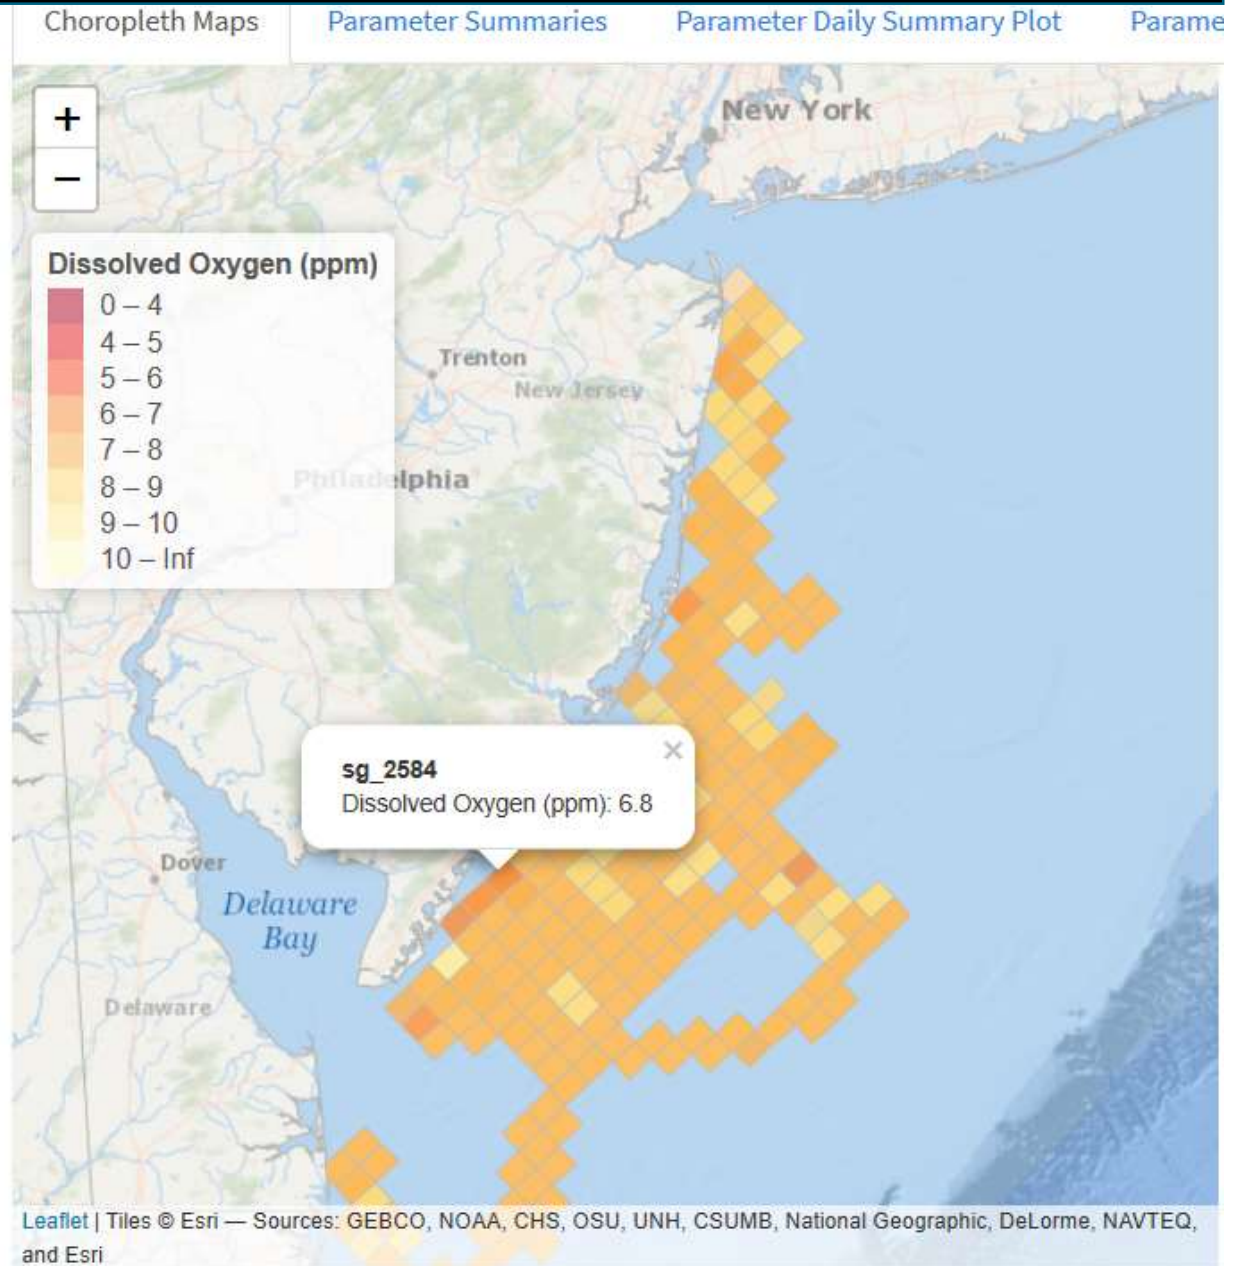 Choropleth Maps
Parameter Summaries
Parameter Daily Summary Plot
Parame
+
−
New York
Dissolved Oxygen (ppm)
0 – 4
4 – 5
5 – 6
6 – 7
7 – 8
8 – 9
9 – 10
10 – Inf
Trenton
New Jersey
Philadelphia
sg_2584
Dissolved Oxygen (ppm): 6.8
×
Dover
Delaware
Bay
Delaware
Leaflet | Tiles © Esri — Sources: GEBCO, NOAA, CHS, OSU, UNH, CSUMB, National Geographic, DeLorme, NAVTEQ,
and Esri